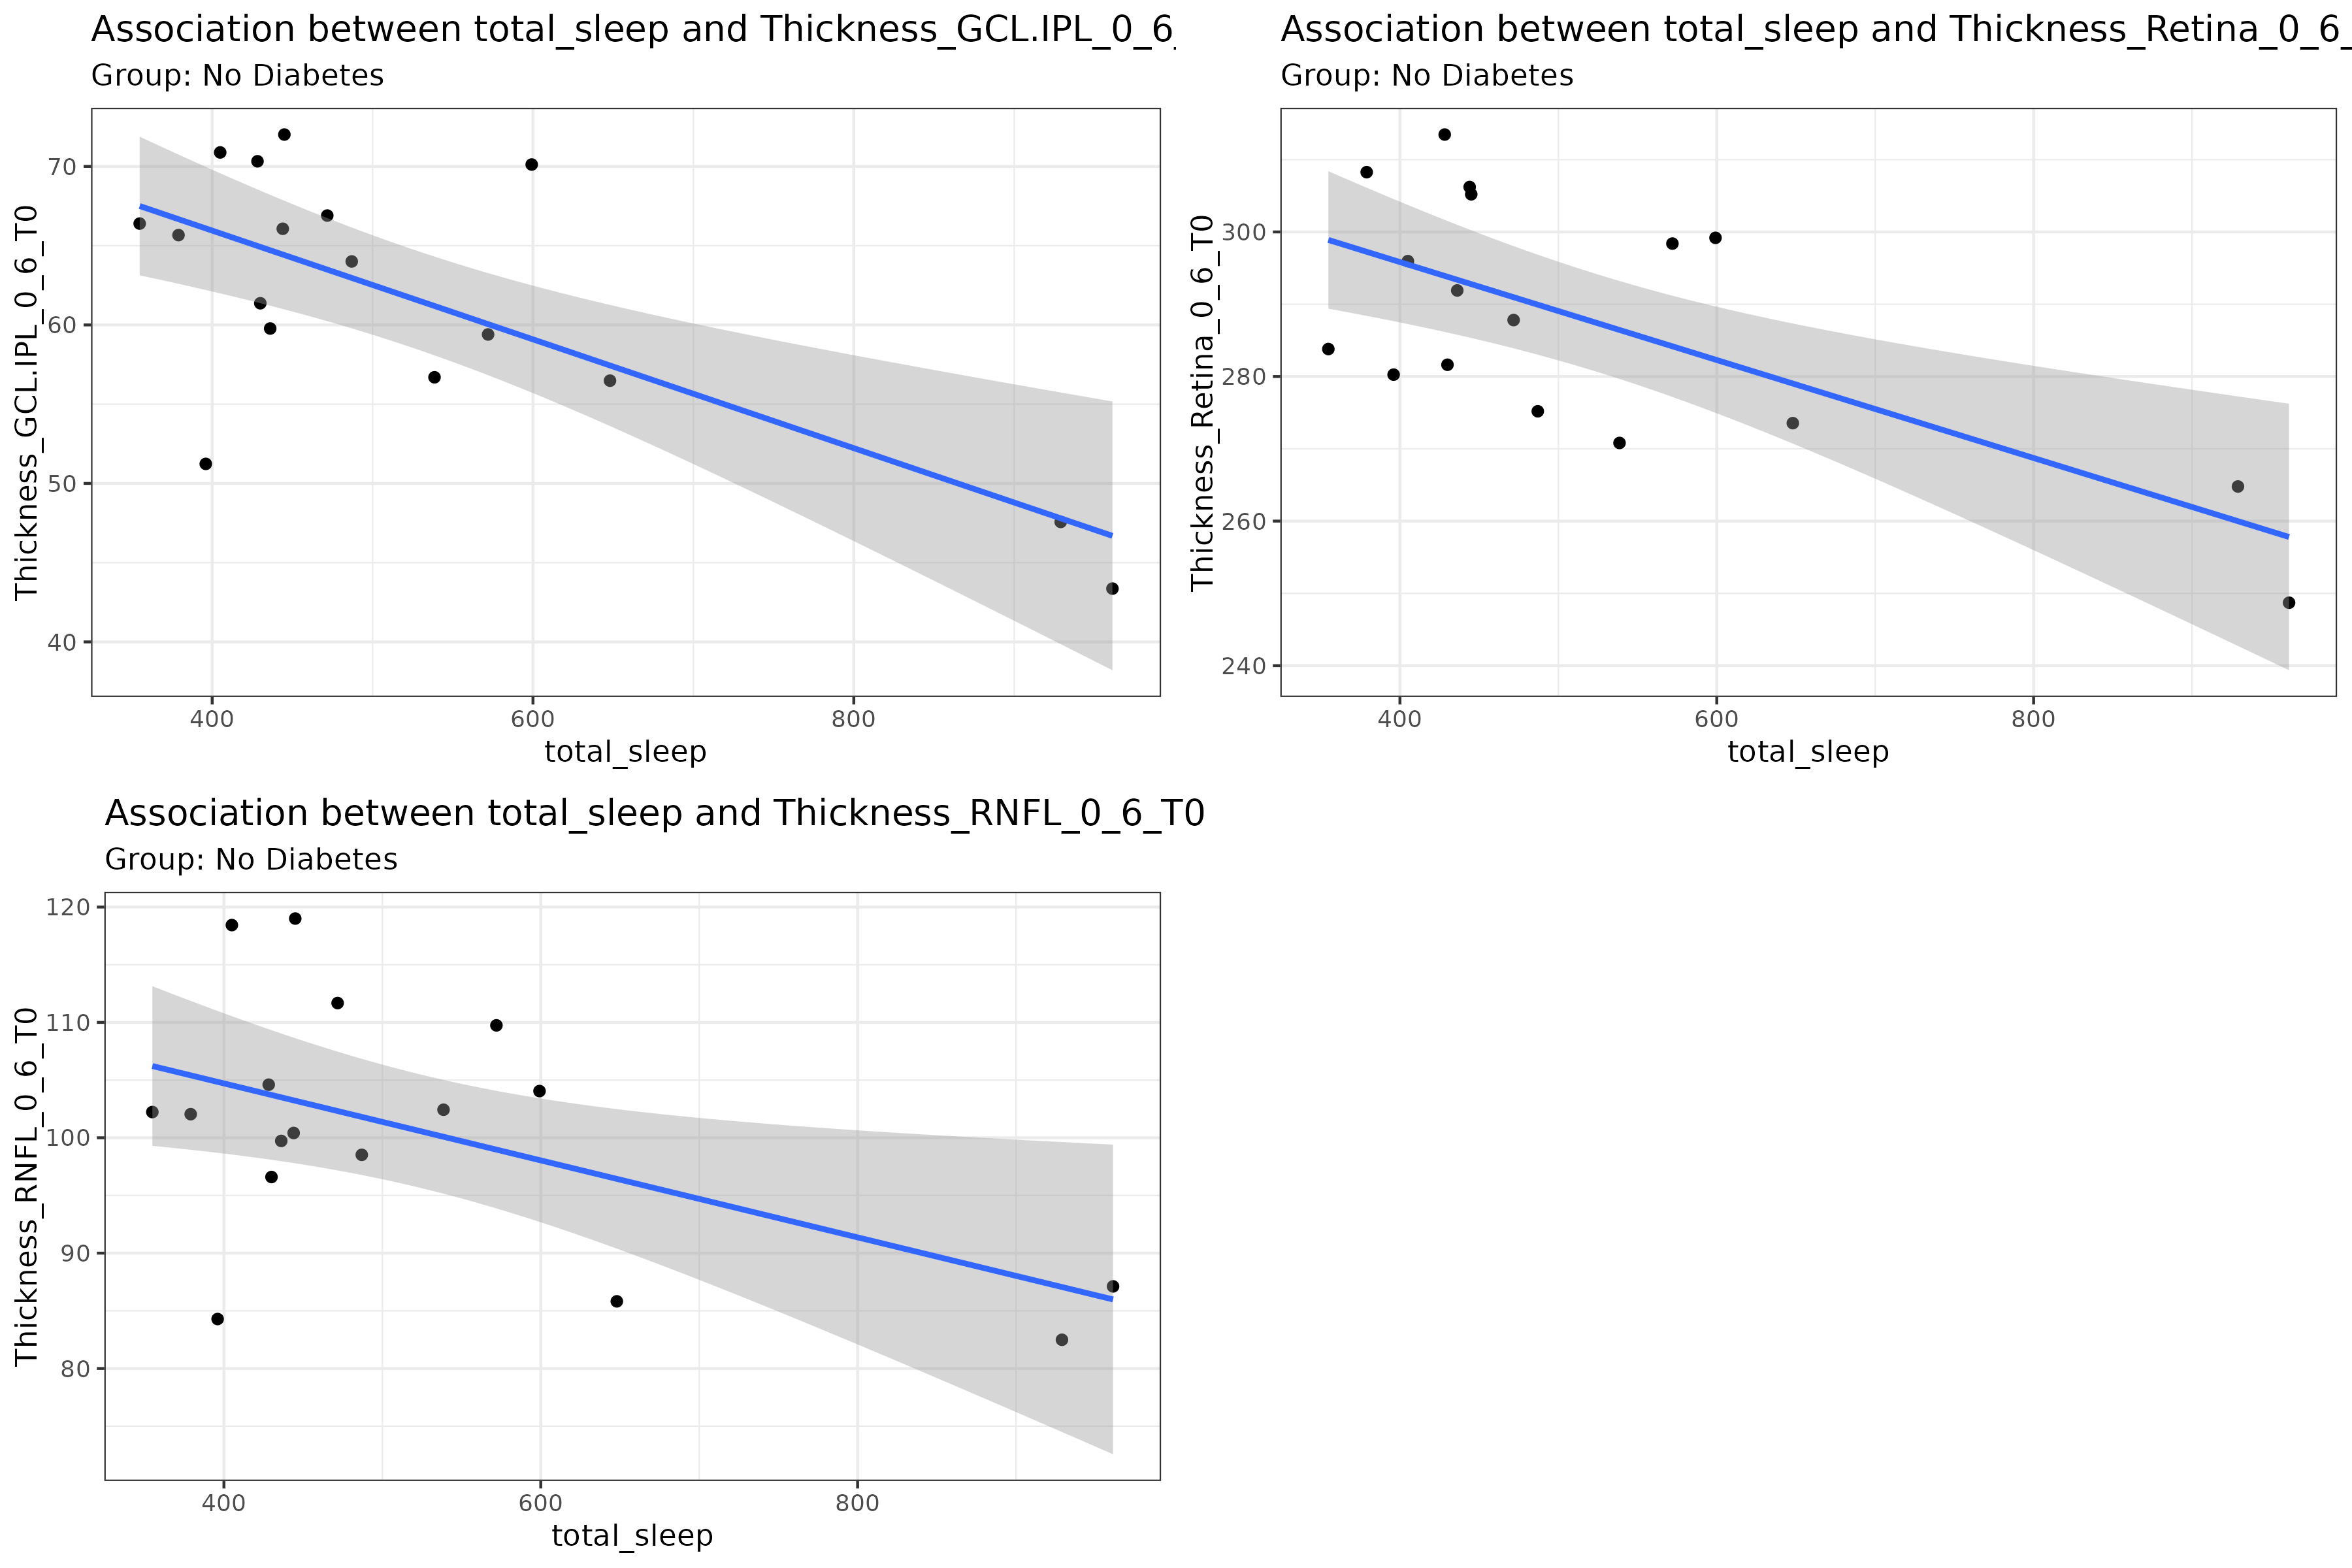 Association between total_sleep and Thickness_GCL.IPL_0_6_
Group: No Diabetes
Thickness_GCL.IPL_0_6_T0
70
60
50
40
400 600 800
total_sleep
Association between total_sleep and Thickness_Retina_0_6_
Group: No Diabetes
Thickness_Retina_0_6_T0
300
280
260
240
400 600 800
total_sleep
Association between total_sleep and Thickness_RNFL_0_6_T0
Group: No Diabetes
Thickness_RNFL_0_6_T0
120
110
100
90
80
400 600 800
total_sleep